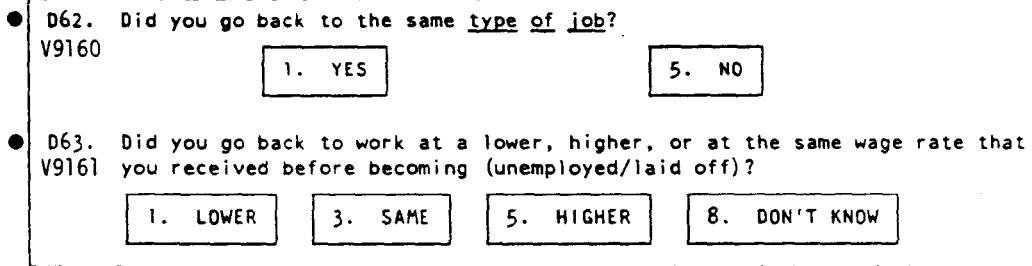 D62. Did you go back to the same type of job?
V9160
1. YES 5. NO
D63. Did you go back to work at a lower, higher, or at the same wage rate that
V9161 you received before becoming (unemployed/laid off)?
1. LOWER 3. SAME 5. HIGHER 8. DON'T KNOW